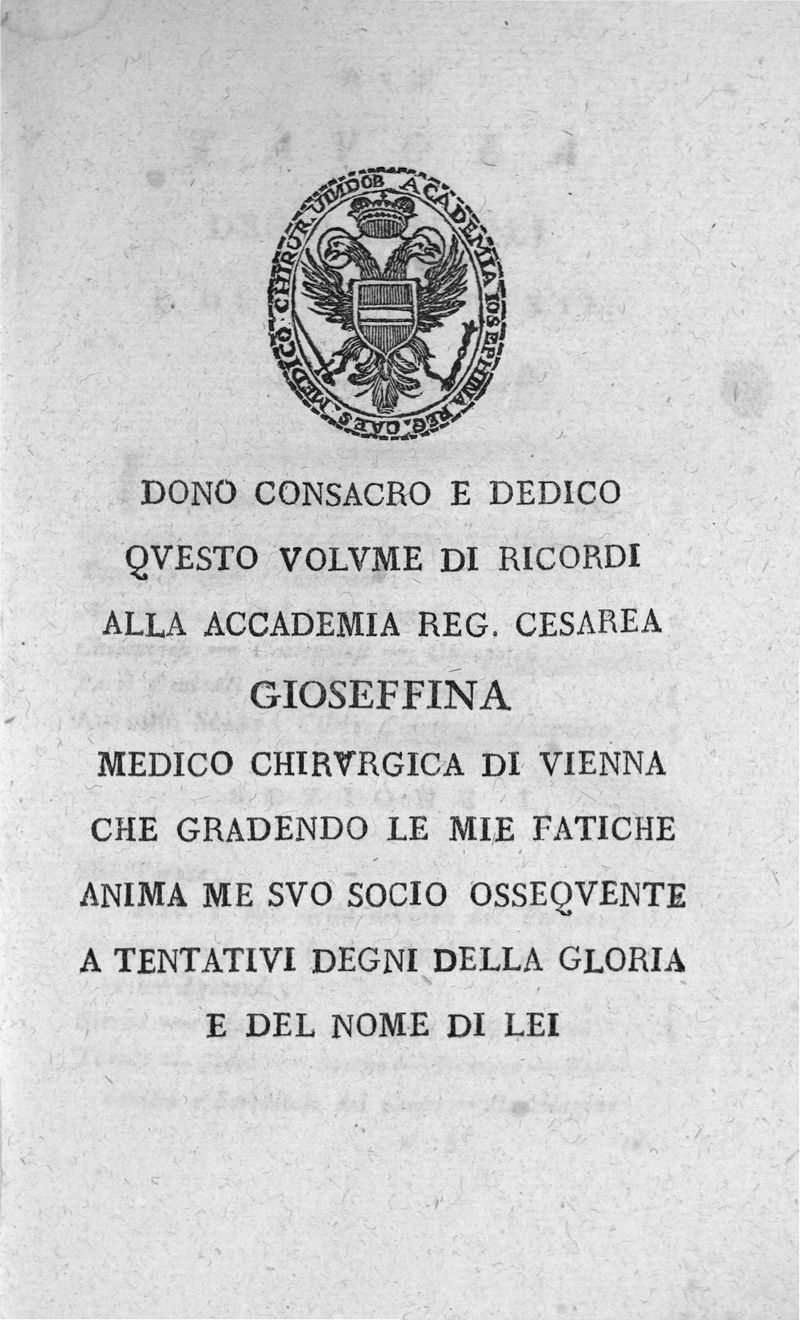 ACADEMIA IOSEPHINA REG. CAES. MEDICO CHIRUR. UINDOB
DONO CONSACRO E DEDICO
QVESTO VOLVME DI RICORDI
ALLA ACCADEMIA REG. CESAREA
GIOSEFFINA
MEDICO CHIRVRGICA DI VIENNA
CHE GRADENDO LE MIE FATICHE
ANIMA ME SVO SOCIO OSSEQVENTE
A TENTATIVI DEGNI DELLA GLORIA
E DEL NOME DI LEI